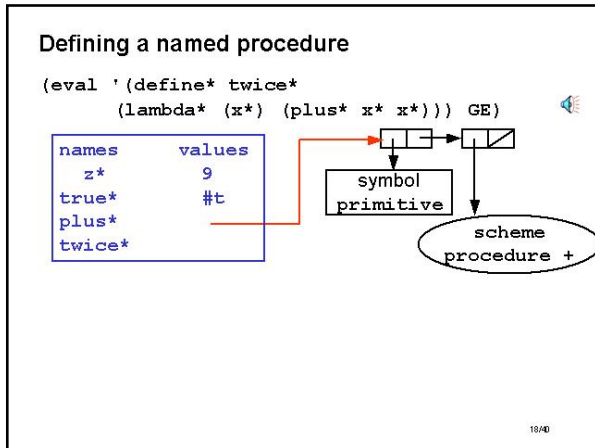 Defining a named procedure
(eval '(define* twice*
(lambda* (x*) (plus* x* x*))) GE)
names values
z* 9
true* #t
plus*
twice*
symbol
primitive
scheme
procedure +
18/40